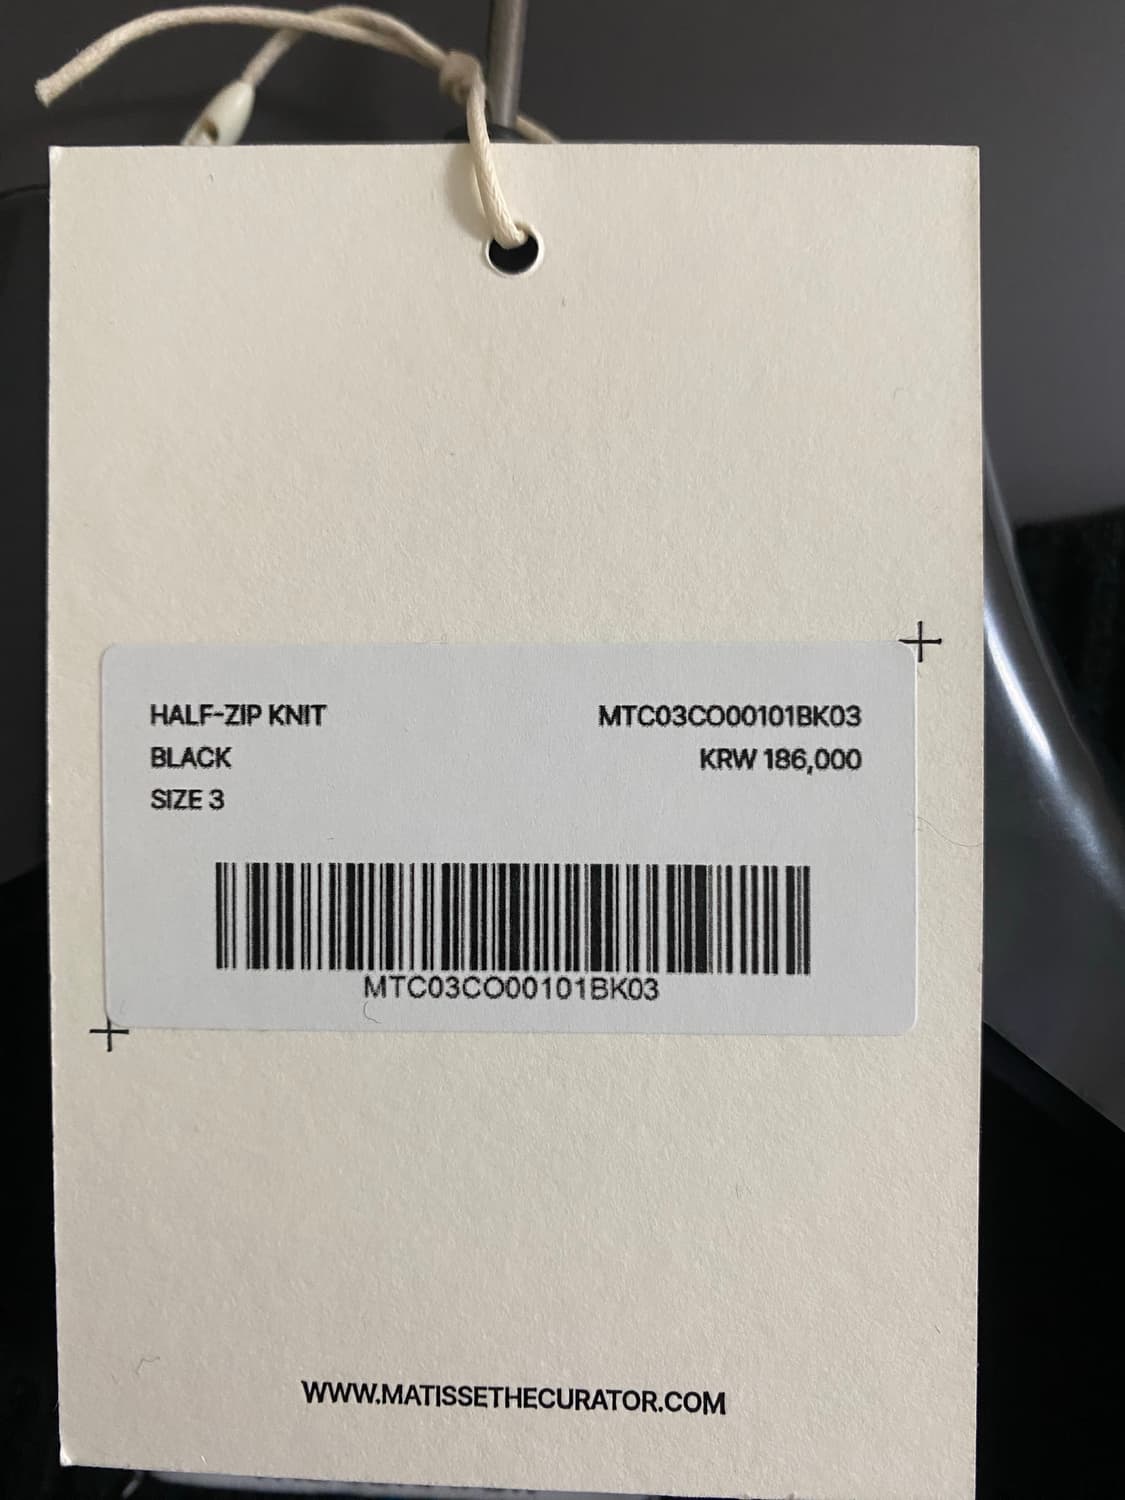 HALF-ZIP KNIT
BLACK
SIZE 3
MTC03CO00101BK03
KRW 186,000
MTC03CO00101BK03
WWW.MATISSETHECURATOR.COM